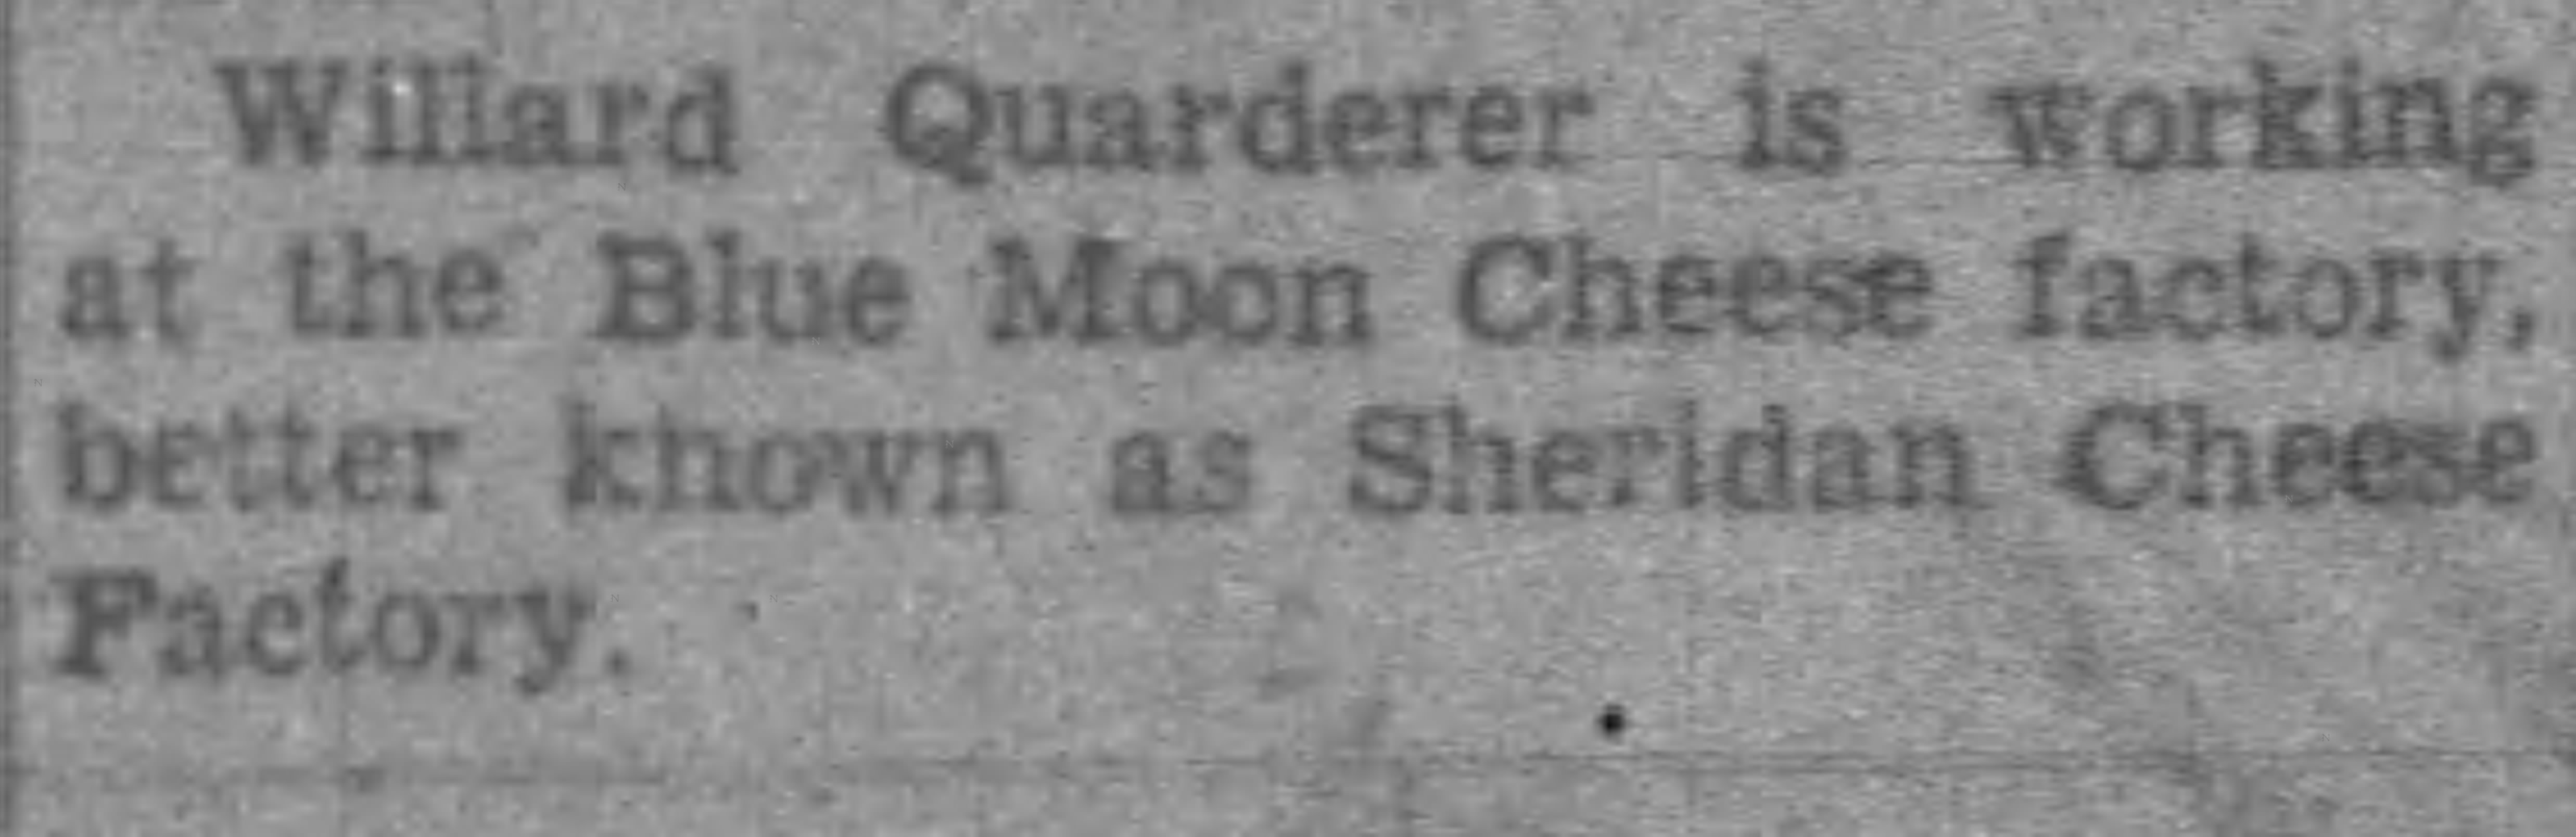 Willard Quarderer is working
at the Blue Moon Cheese factory,
better known as Sheridan Cheese
Factory.